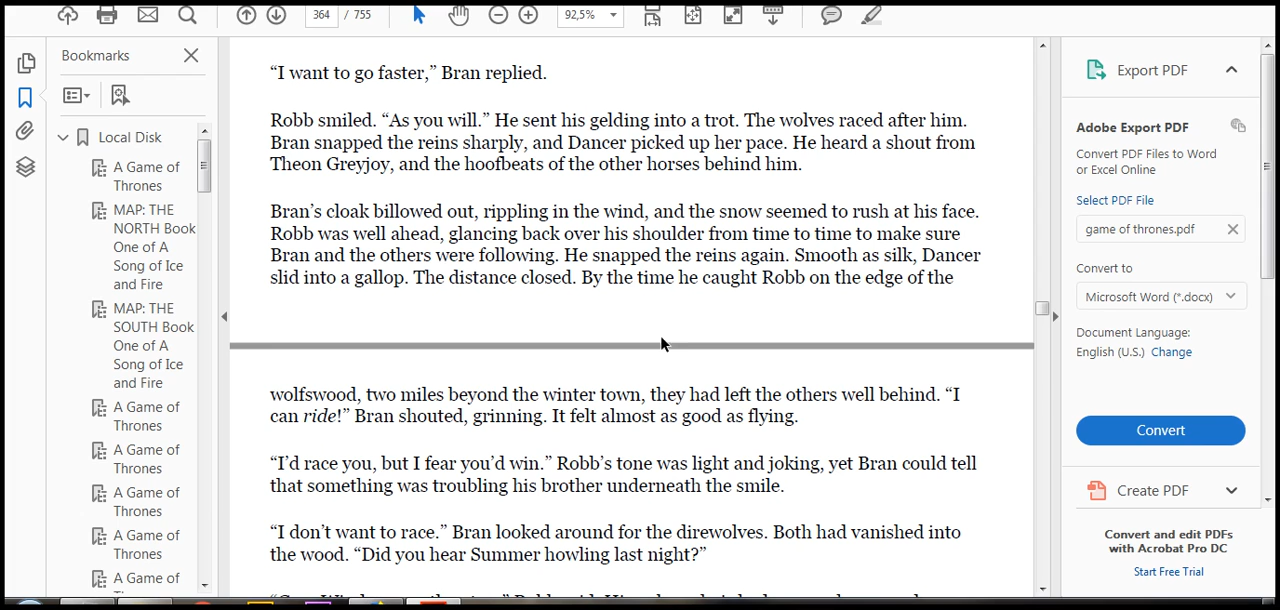 364 / 755
92,5%
Bookmarks
Local Disk
A Game of
Thrones
MAP: THE
NORTH Book
One of A
Song of Ice
and Fire
MAP: THE
SOUTH Book
One of A
Song of Ice
and Fire
A Game of
Thrones
A Game of
Thrones
A Game of
Thrones
A Game of
Thrones
A Game of
“I want to go faster,” Bran replied.
Robb smiled. “As you will.” He sent his gelding into a trot. The wolves raced after him.
Bran snapped the reins sharply, and Dancer picked up her pace. He heard a shout from
Theon Greyjoy, and the hoofbeats of the other horses behind him.
Bran’s cloak billowed out, rippling in the wind, and the snow seemed to rush at his face.
Robb was well ahead, glancing back over his shoulder from time to time to make sure
Bran and the others were following. He snapped the reins again. Smooth as silk, Dancer
slid into a gallop. The distance closed. By the time he caught Robb on the edge of the
wolfswood, two miles beyond the winter town, they had left the others well behind. “I
can ride!” Bran shouted, grinning. It felt almost as good as flying.
“I’d race you, but I fear you’d win.” Robb’s tone was light and joking, yet Bran could tell
that something was troubling his brother underneath the smile.
“I don’t want to race.” Bran looked around for the direwolves. Both had vanished into
the wood. “Did you hear Summer howling last night?”
Export PDF
Adobe Export PDF
Convert PDF Files to Word
or Excel Online
Select PDF File
game of thrones.pdf
Convert to
Microsoft Word (*.docx)
Document Language:
English (U.S.) Change
Convert
Create PDF
Convert and edit PDFs
with Acrobat Pro DC
Start Free Trial